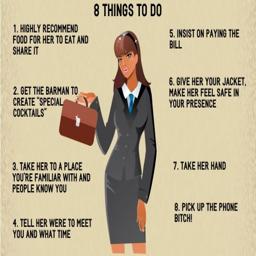 8 THINGS TO DO
1. HIGHLY RECOMMEND
FOOD FOR HER TO EAT AND
SHARE IT
2. GET THE BARMAN TO
CREATE "SPECIAL
COCKTAILS"
3. TAKE HER TO A PLACE
YOU'RE FAMILIAR WITH AND
PEOPLE KNOW YOU
4. TELL HER WERE TO MEET
YOU AND WHAT TIME
5. INSIST ON PAYING THE
BILL
6. GIVE HER YOUR JACKET,
MAKE HER FEEL SAFE IN
YOUR PRESENCE
7. TAKE HER HAND
8. PICK UP THE PHONE
BITCH!